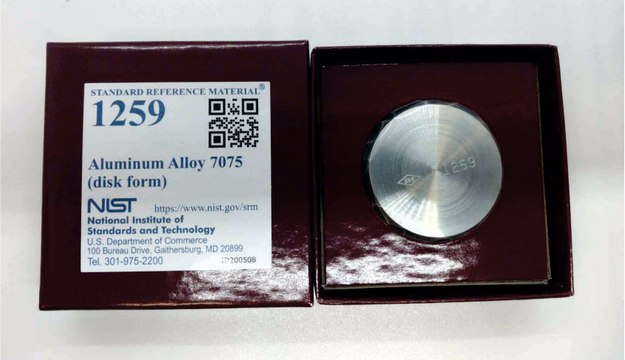 STANDARD REFERENCE MATERIAL®
1259
Aluminum Alloy 7075
(disk form)
NIST https://www.nist.gov/srm
National Institute of
Standards and Technology
U.S. Department of Commerce
100 Bureau Drive, Gaithersburg, MD 20899
Tel. 301-975-2200 ID200508
1259